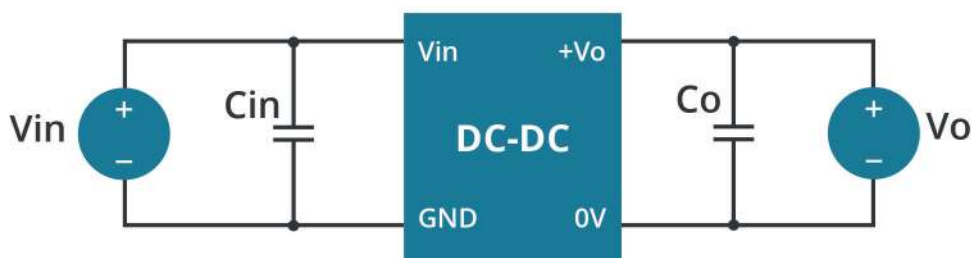 Vin
Cin
Vin
+Vo
DC-DC
GND
0V
Co
Vo
+
−
+
−